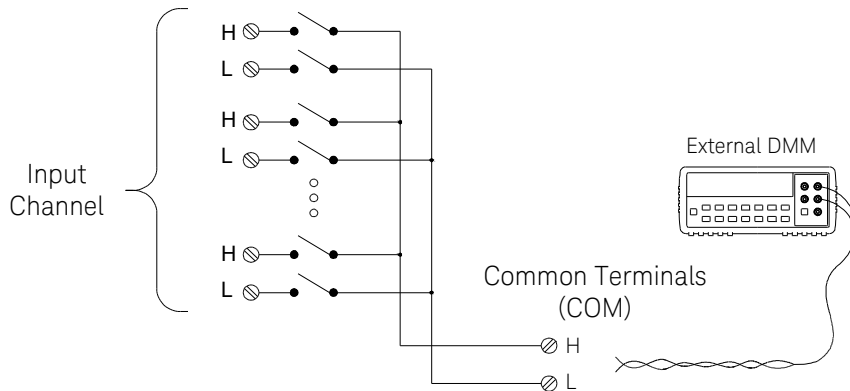 H
L
H
L
Input
Channel
H
L
External DMM
Common Terminals
(COM)
H
L